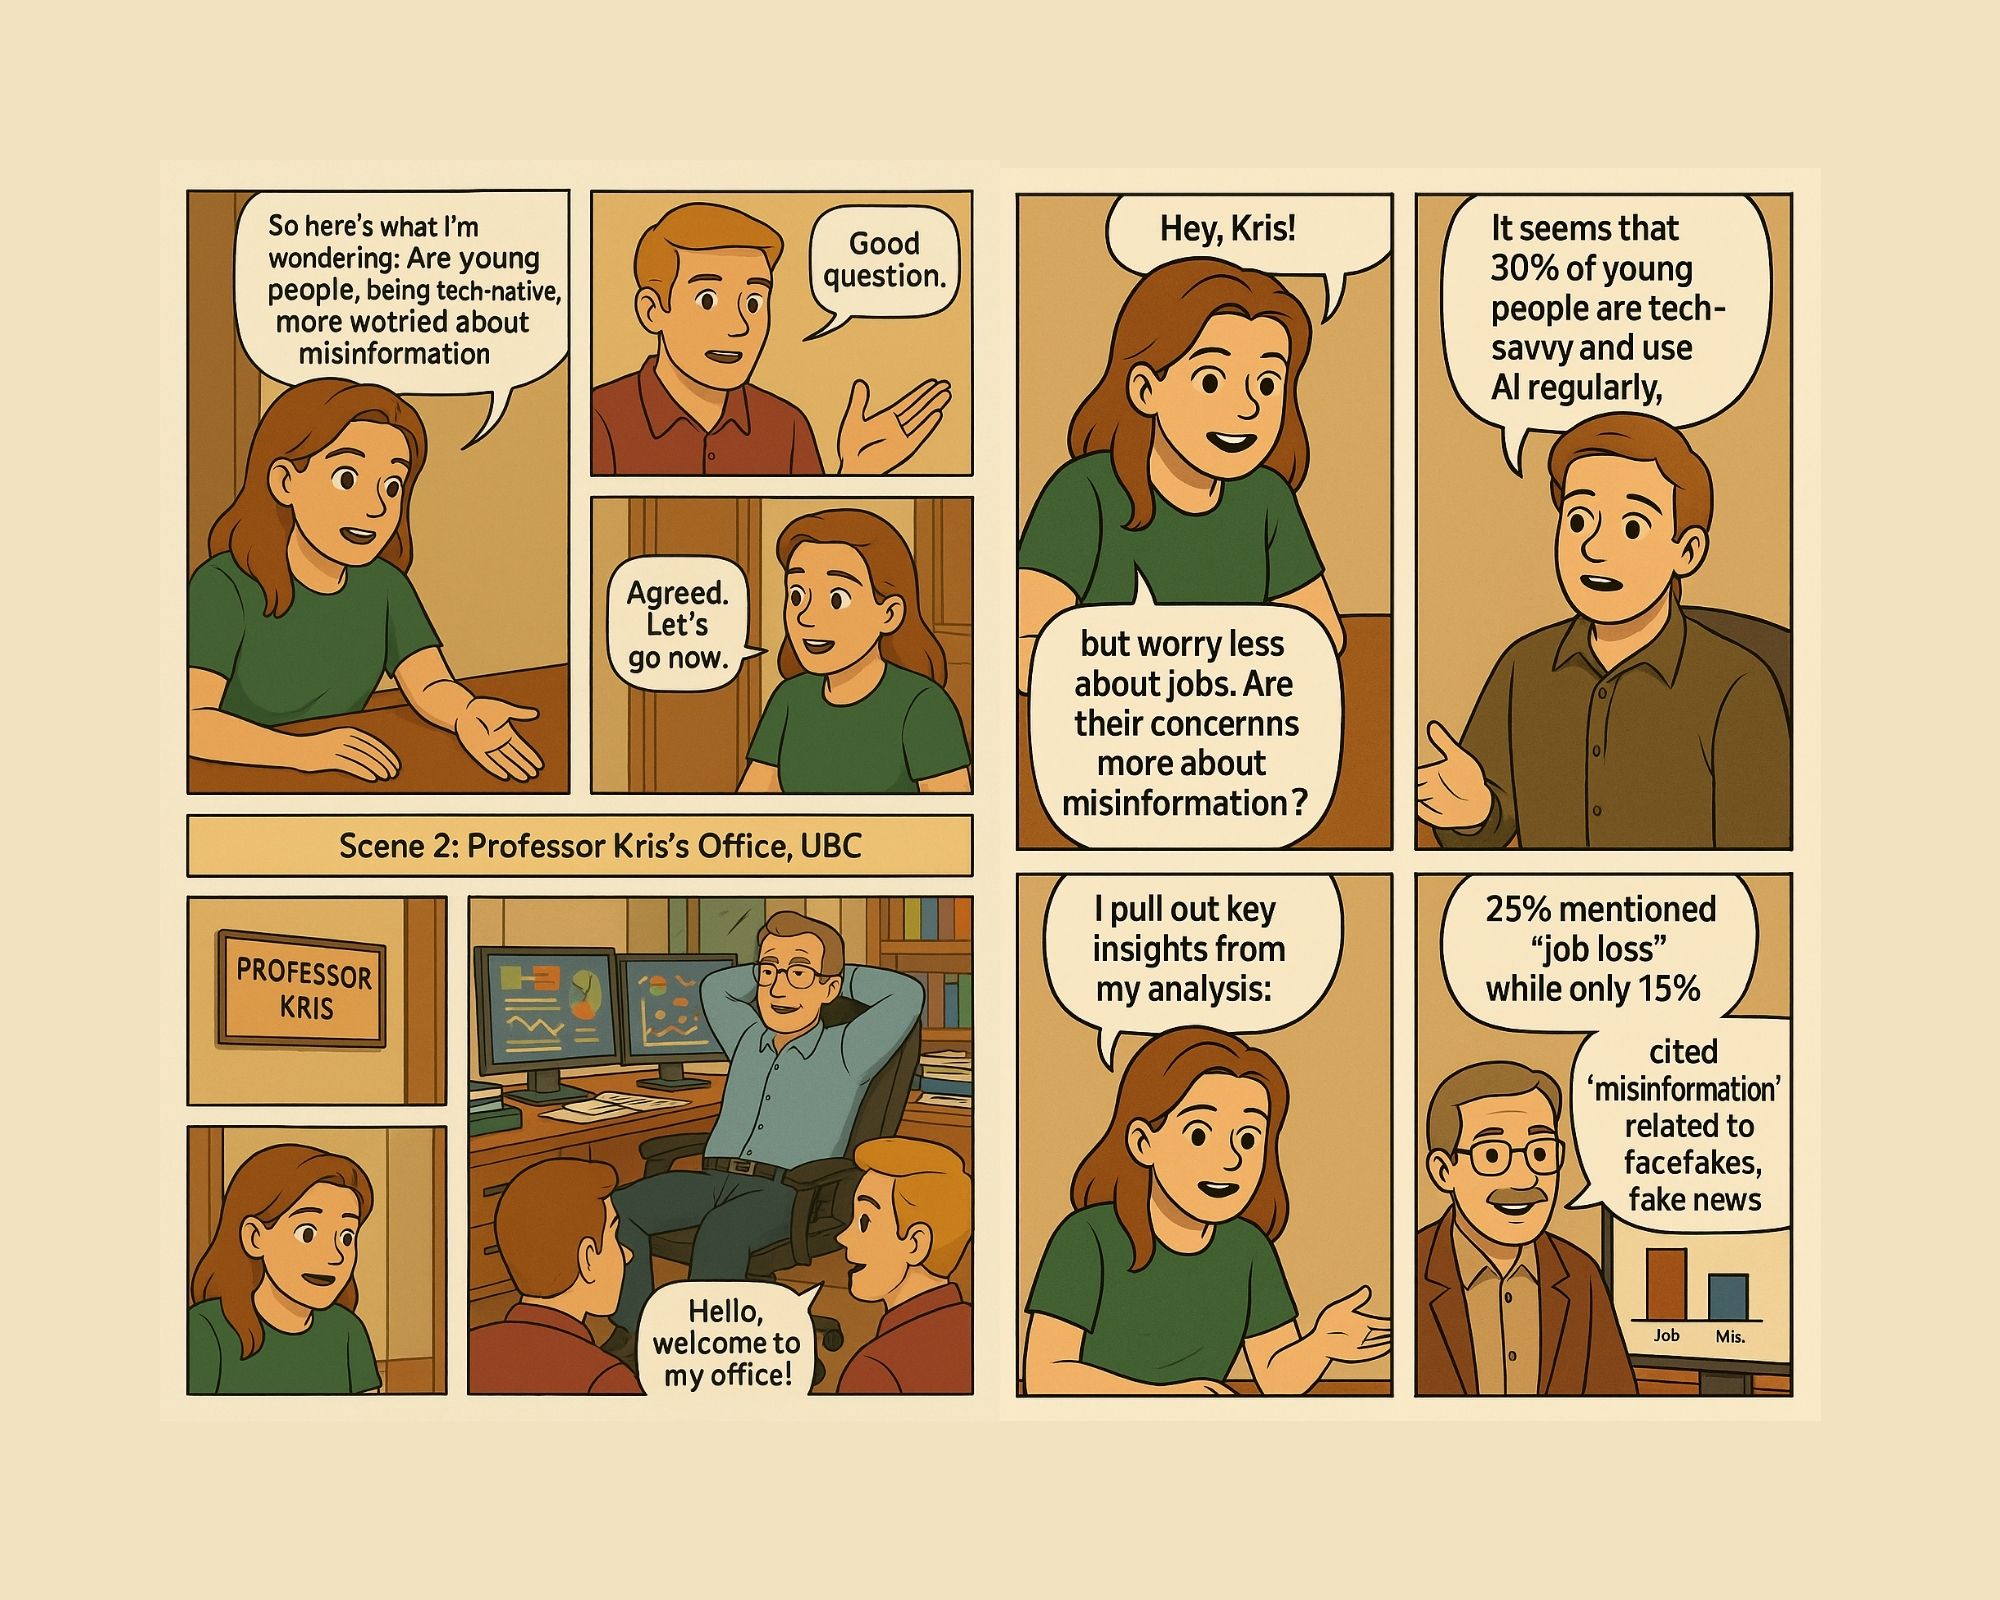 So here's what I'm
wondering: Are young
people, being tech-native,
more wotried about
misinformation
Good
question.
Agreed.
Let's
go now.
Scene 2: Professor Kris's Office, UBC
PROFESSOR
KRIS
Hello,
welcome to
my office!
Hey, Kris!
but worry less
about jobs. Are
their concernns
more about
misinformation?
It seems that
30% of young
people are tech-
savvy and use
AI regularly,
I pull out key
insights from
my analysis:
25% mentioned
“job loss”
while only 15%
cited
‘misinformation’
related to
facefakes,
fake news
Job
Mis.